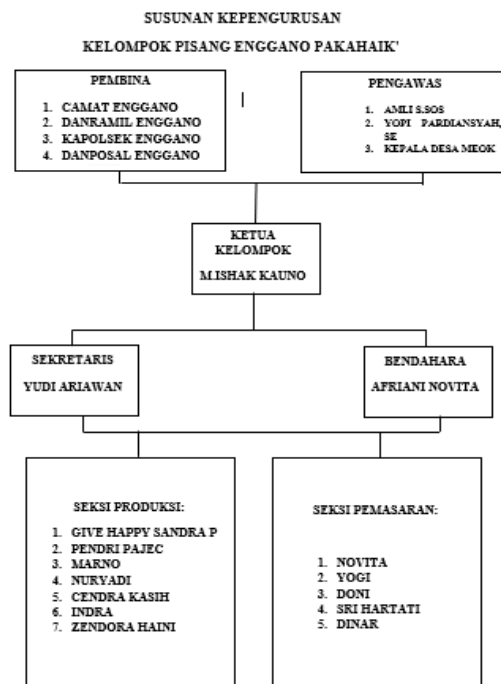 SUSUNAN KEPENGURUSAN
KELOMPOK PISANG ENGGANO PAKAHAIK'
PEMBINA
1. CAMAT ENGGANO
2. DANRAMIL ENGGANO
3. KAPOLSEK ENGGANO
4. DANPOSAL ENGGANO
PENGAWAS
1. AMLI S.SOS
2. YOPI PARDIANSYAH,
SE
3. KEPALA DESA MEOK
KETUA
KELOMPOK
M.ISHAK KAUNO
SEKRETARIS
YUDI ARIAWAN
BENDAHARA
APRIANI NOVITA
SEKSI PRODUKSI:
1. GIVE HAPPY SANDRA P
2. PENDRI PAJEC
3. MARNO
4. NURYADI
5. CENDRA KASIH
6. INDRA
7. ZENDORA HAINI
SEKSI PEMASARAN:
1. NOVITA
2. YOGI
3. DONI
4. SRI HARTATI
5. DINAR